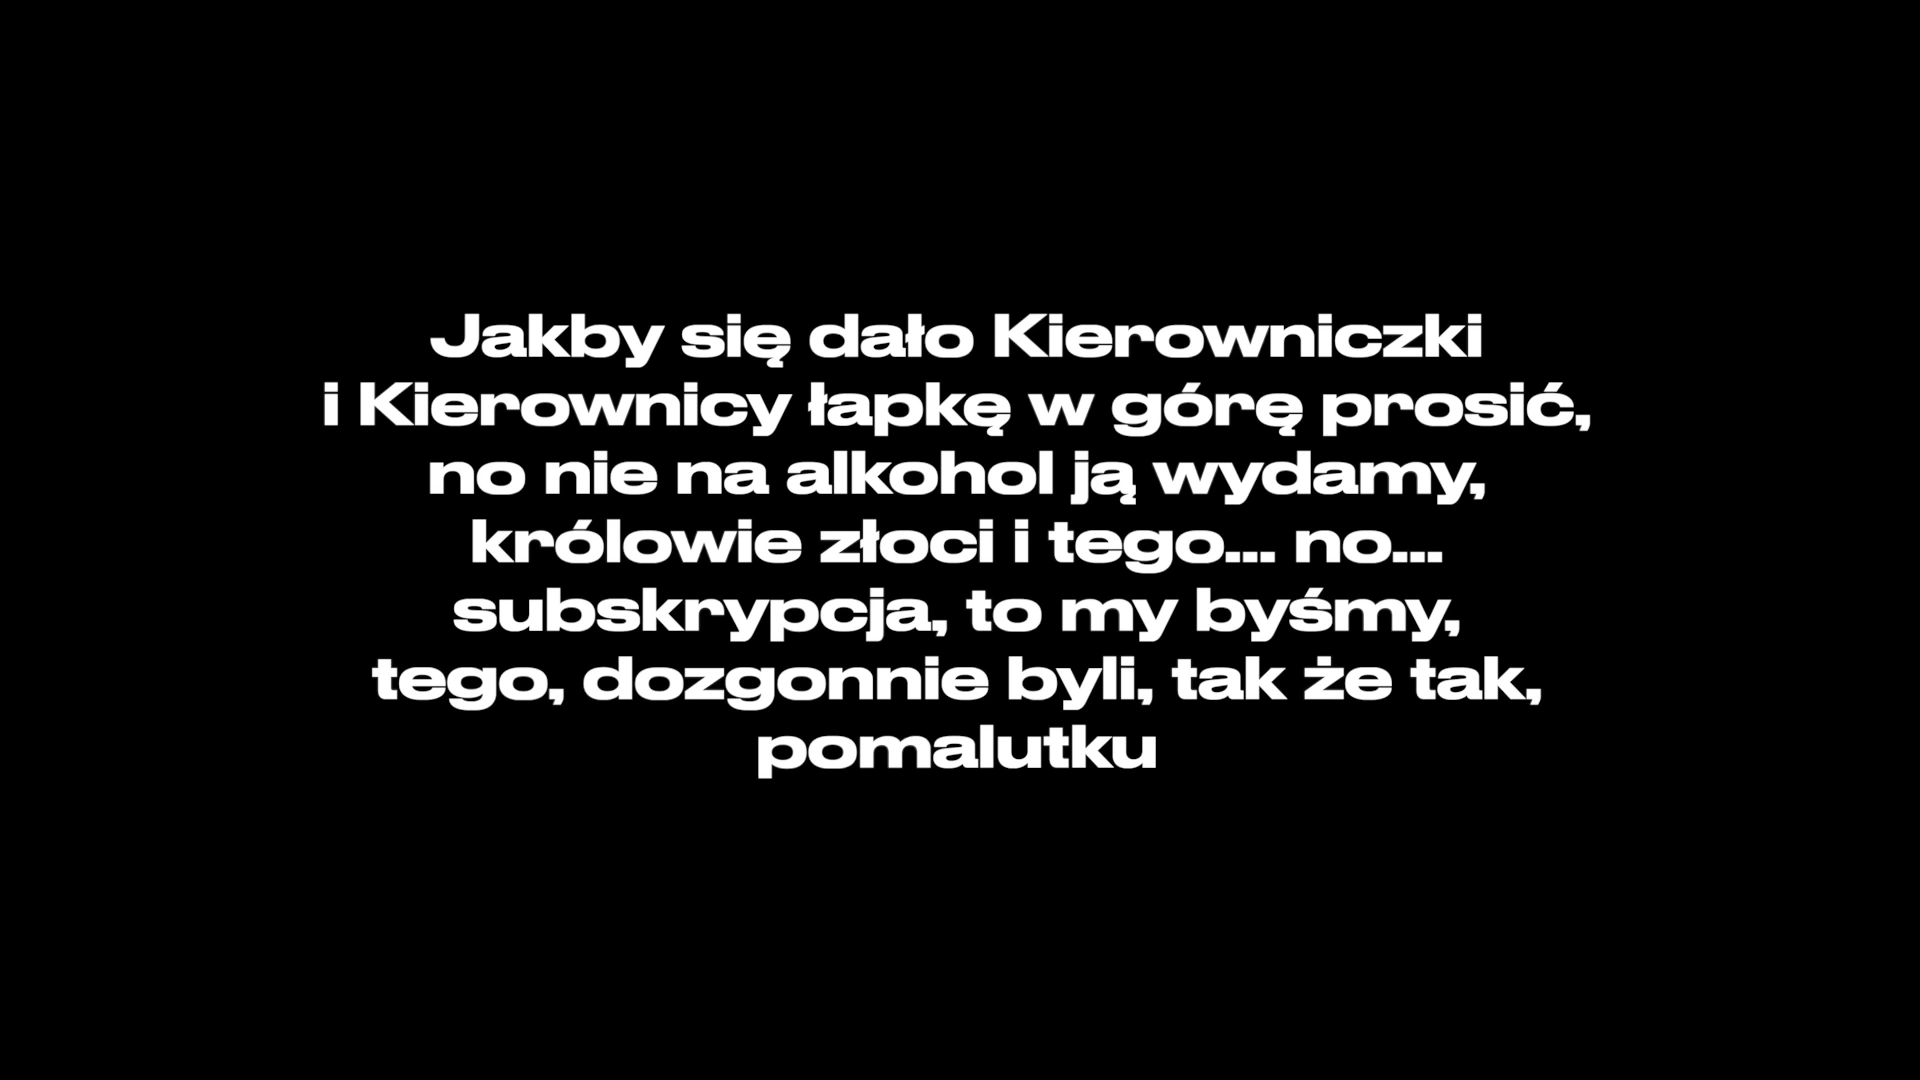 Jakby się dało Kierowniczki
i Kierownicy łapkę w górę prosić,
no nie na alkohol ją wydamy,
królowie złoci i tego... no...
subskrypcja, to my byśmy,
tego, dozgonnie byli, tak że tak,
pomalutku